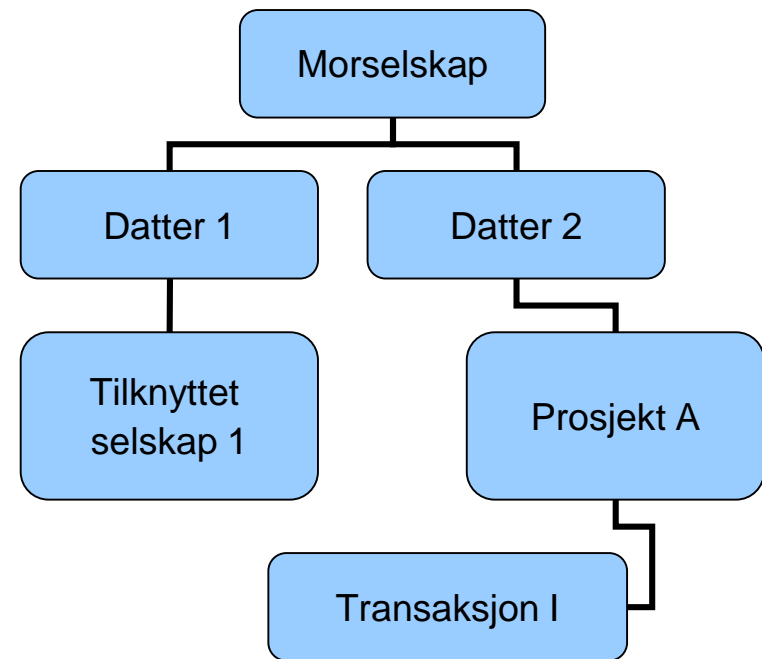 Morselskap
Datter 1
Datter 2
Tilknyttet
selskap 1
Prosjekt A
Transaksjon I